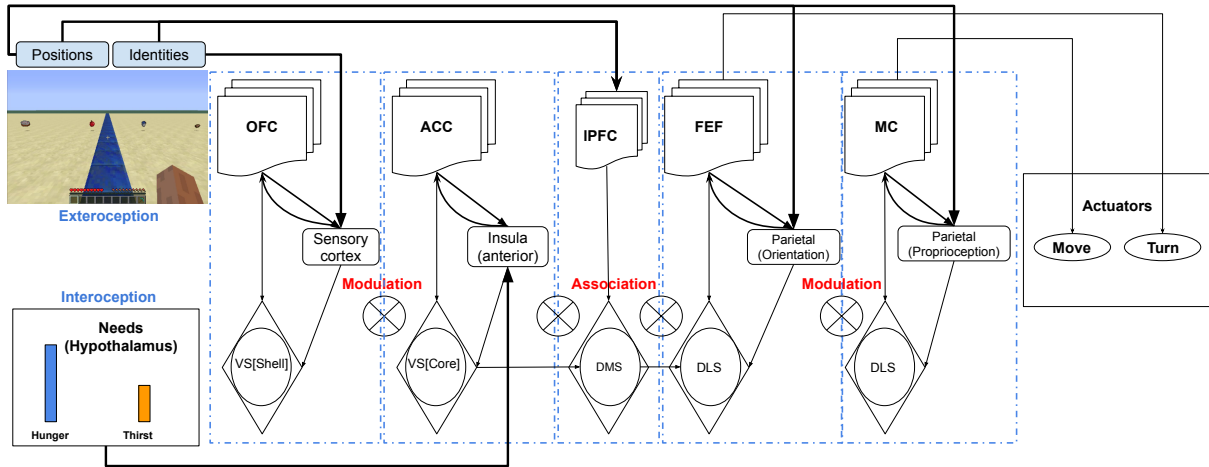 Positions
Identities
Exteroception
Interoception
Needs
(Hypothalamus)
Hunger
Thirst
OFC
ACC
lPFC
FEF
MC
Sensory
cortex
Insula
(anterior)
Parietal
(Orientation)
Parietal
(Proprioception)
Modulation
Association
Modulation
VS[Shell]
VS[Core]
DMS
DLS
DLS
Actuators
Move
Turn